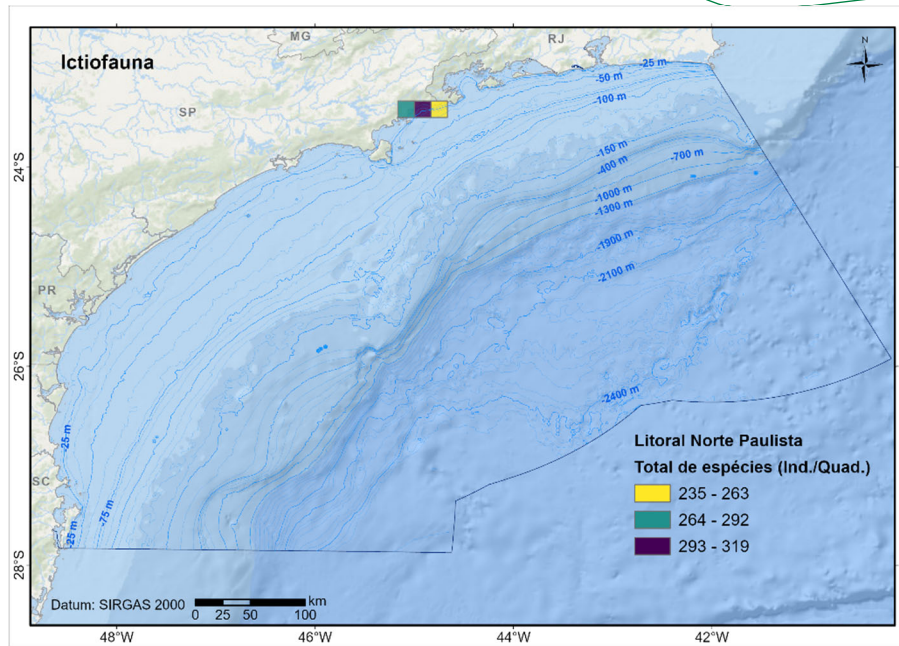 Ictiofauna
MG
RJ
N
SP
PR
SC
-25 m
-50 m
-100 m
-150 m
-400 m
-700 m
-1000 m
-1300 m
-1900 m
-2100 m
-2400 m
-25 m
-75 m
-25 m
24°S
26°S
28°S
Litoral Norte Paulista
Total de espécies (Ind./Quad.)
235 - 263
264 - 292
293 - 319
Datum: SIRGAS 2000
km
0 25 50 100
48°W 46°W 44°W 42°W